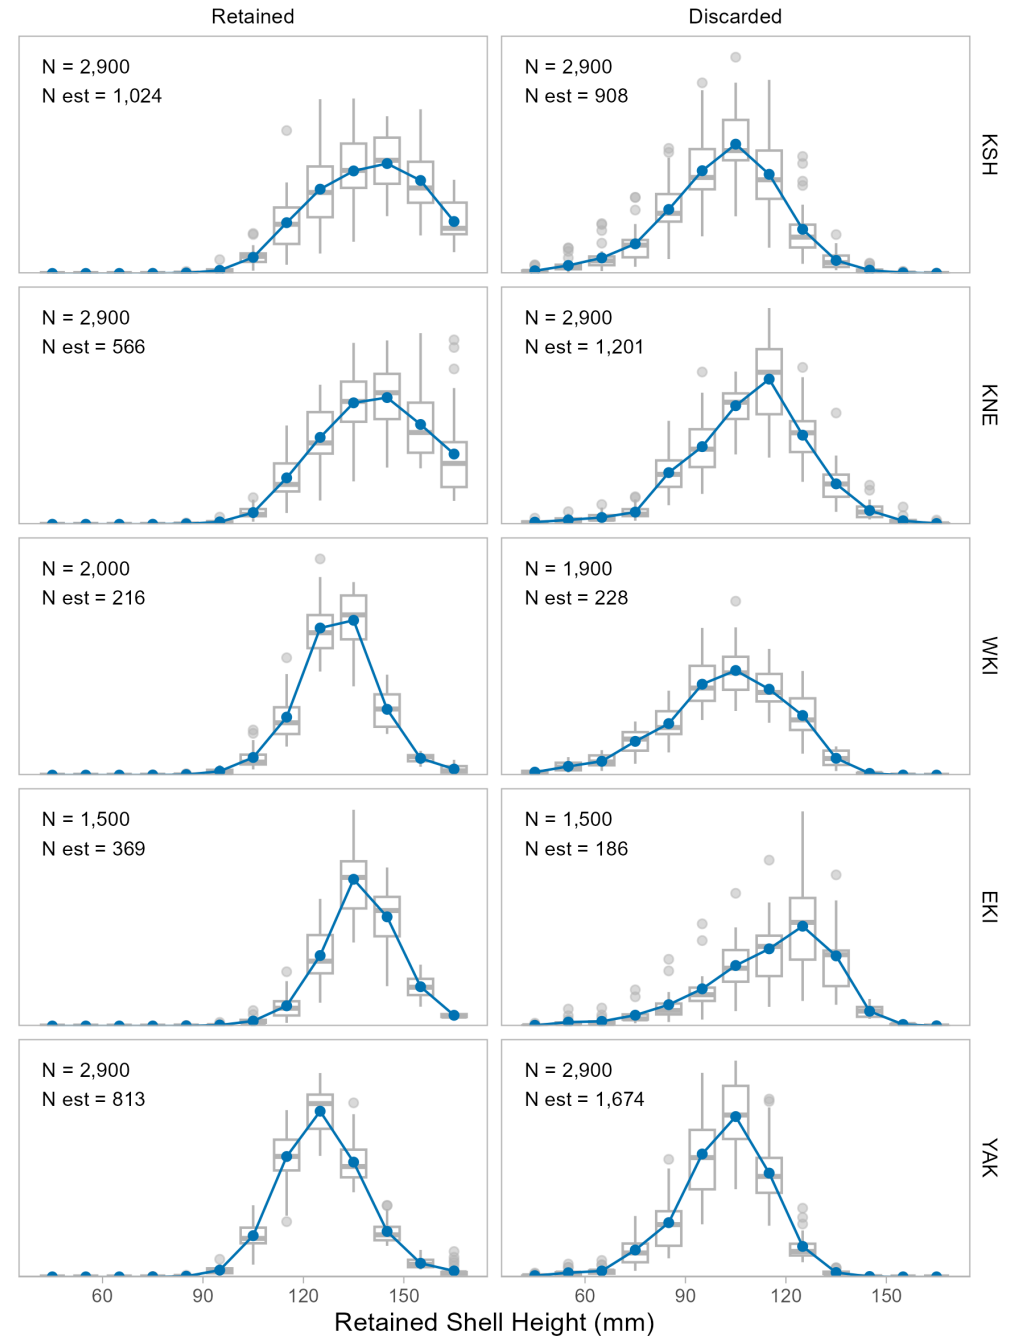 Retained Discarded
N = 2,900 N = 2,900
N est = 1,024 N est = 908
KSH
N = 2,900 N = 2,900
N est = 566 N est = 1,201
KNE
N = 2,000 N = 1,900
N est = 216 N est = 228
WKI
N = 1,500 N = 1,500
N est = 369 N est = 186
EKI
N = 2,900 N = 2,900
N est = 813 N est = 1,674
YAK
60 90 120 150 60 90 120 150
Retained Shell Height (mm)